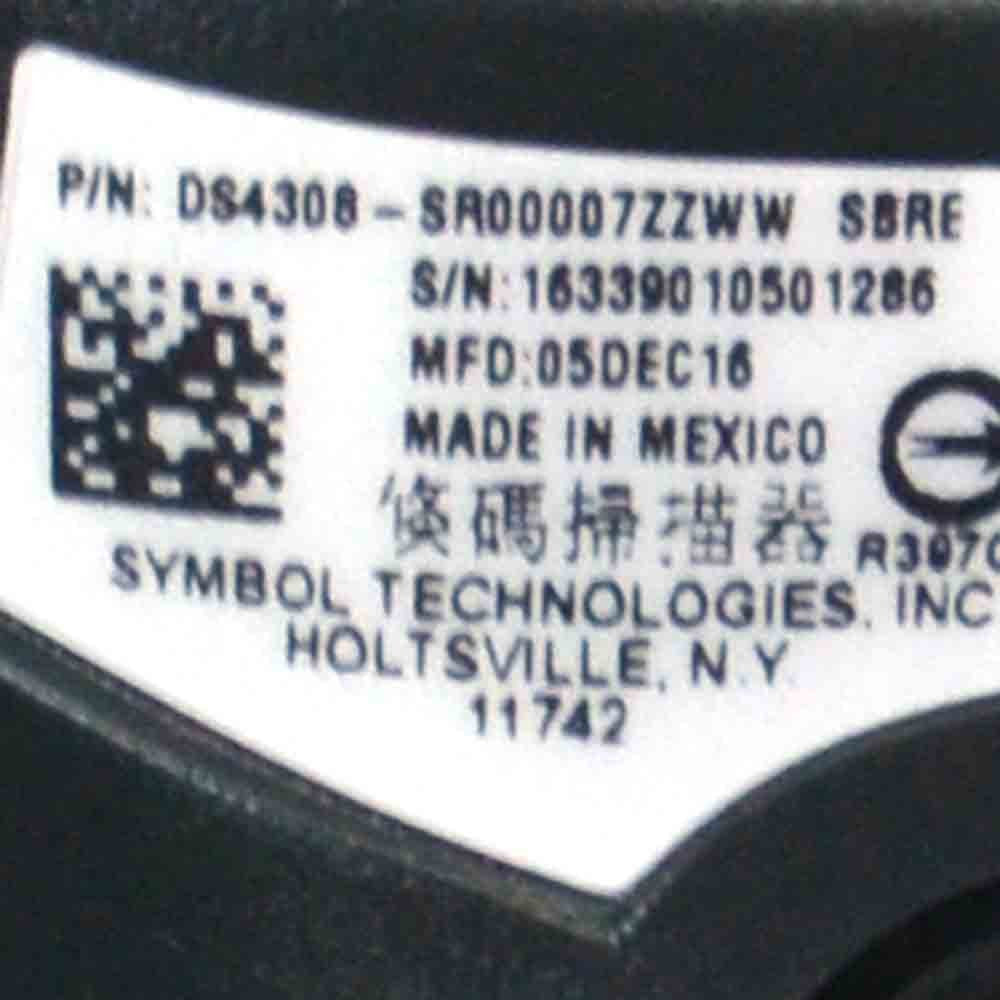 P/N: DS4308-SR00007ZZWW SBRE
S/N:16339010501286
MFD:05DEC16
MADE IN MEXICO
條碼掃描器
SYMBOL TECHNOLOGIES, INC
HOLTSVILLE, N.Y.
11742